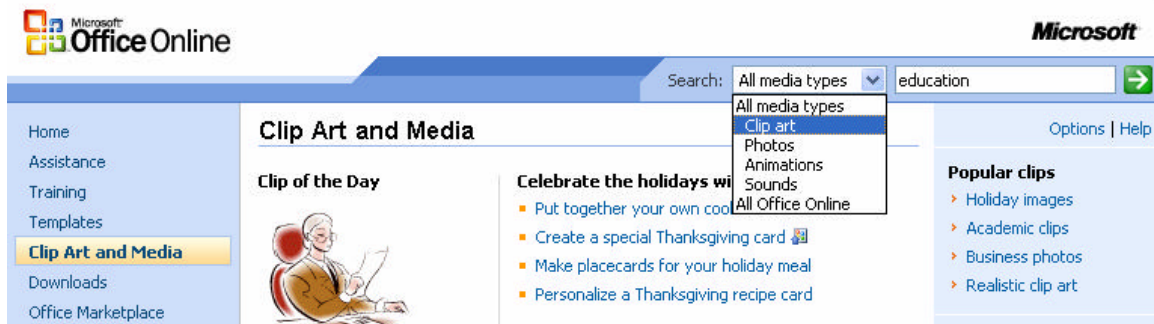 Microsoft
Office Online
Microsoft
Search: All media types education
All media types
Clip art
Photos
Animations
Sounds
All Office Online
Home
Assistance
Training
Templates
Clip Art and Media
Downloads
Office Marketplace
Clip Art and Media
Clip of the Day
Celebrate the holidays wi
Put together your own coo
Create a special Thanksgiving card
Make placecards for your holiday meal
Personalize a Thanksgiving recipe card
Options | Help
Popular clips
Holiday images
Academic clips
Business photos
Realistic clip art